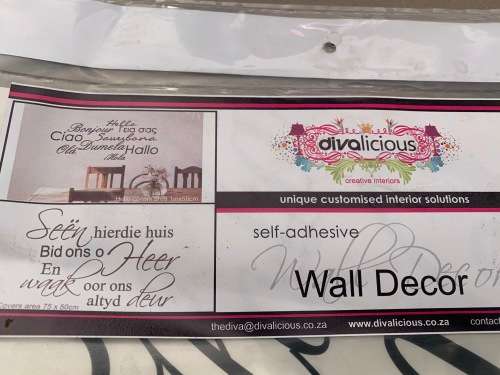 Hello
Bonjour Γεια σας
Ciao Sawubona
Olá Dumela Hallo
Hola
divalicious
creative interiors
unique customised interior solutions
Seën hierdie huis
Bid ons o Heer
En
waak oor ons
altyd deur
Covers area 75 x 50cm
self-adhesive
Wall Decor
Wall Decor
thediva@divalicious.co.za www.divalicious.co.za contact